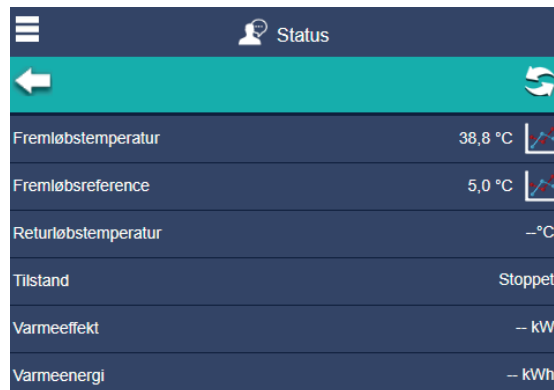 Status
Fremløbstemperatur 38,8 °C
Fremløbsreference 5,0 °C
Returløbstemperatur --°C
Tilstand Stoppet
Varmeeffekt -- kW
Varmeenergi -- kWh